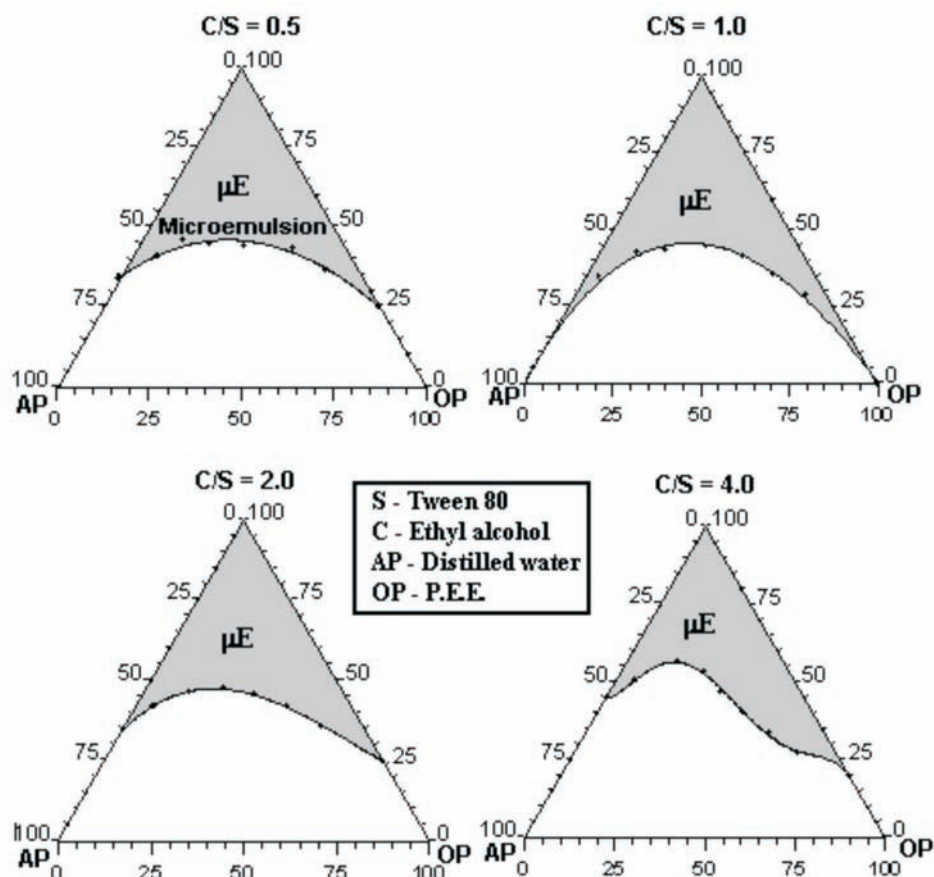 C/S = 0.5
0 100
25 75
μE
50 50
Microemulsion
75 25
100 0
AP OP
0 25 50 75 100
C/S = 1.0
0 100
25 75
μE
50 50
75 25
100 0
AP OP
0 25 50 75 100
C/S = 2.0
0 100
25 75
μE
50 50
75 25
100 0
AP OP
0 25 50 75 100
S - Tween 80
C - Ethyl alcohol
AP - Distilled water
OP - P.E.E.
C/S = 4.0
0 100
25 75
μE
50 50
75 25
100 0
AP OP
0 25 50 75 100